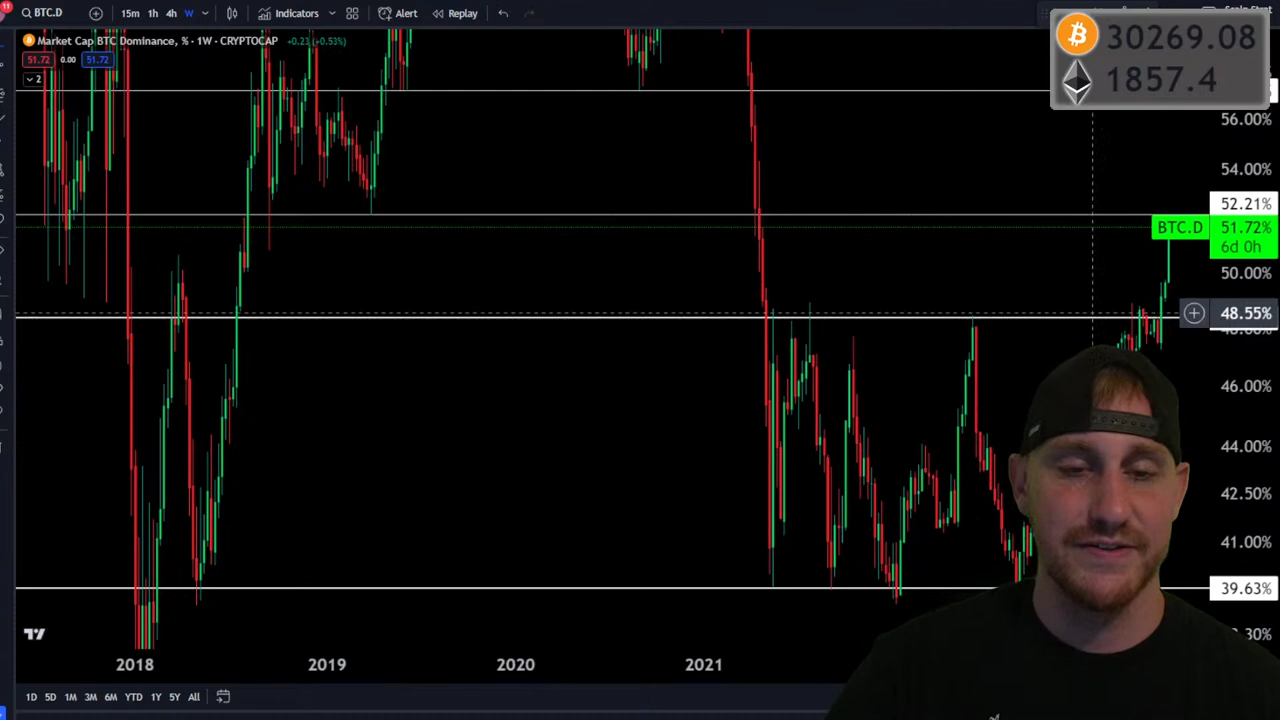 11
BTC.D
15m 1h 4h W
Indicators
Alert
Replay
Market Cap BTC Dominance, % · 1W · CRYPTOCAP +0.23 (+0.53%)
51.72 0.00 51.72
2
30269.08
1857.4
56.00%
54.00%
52.21%
BTC.D 51.72%
6d 0h
50.00%
48.55%
46.00%
44.00%
42.50%
41.00%
39.63%
2018 2019 2020 2021
1D 5D 1M 3M 6M YTD 1Y 5Y All